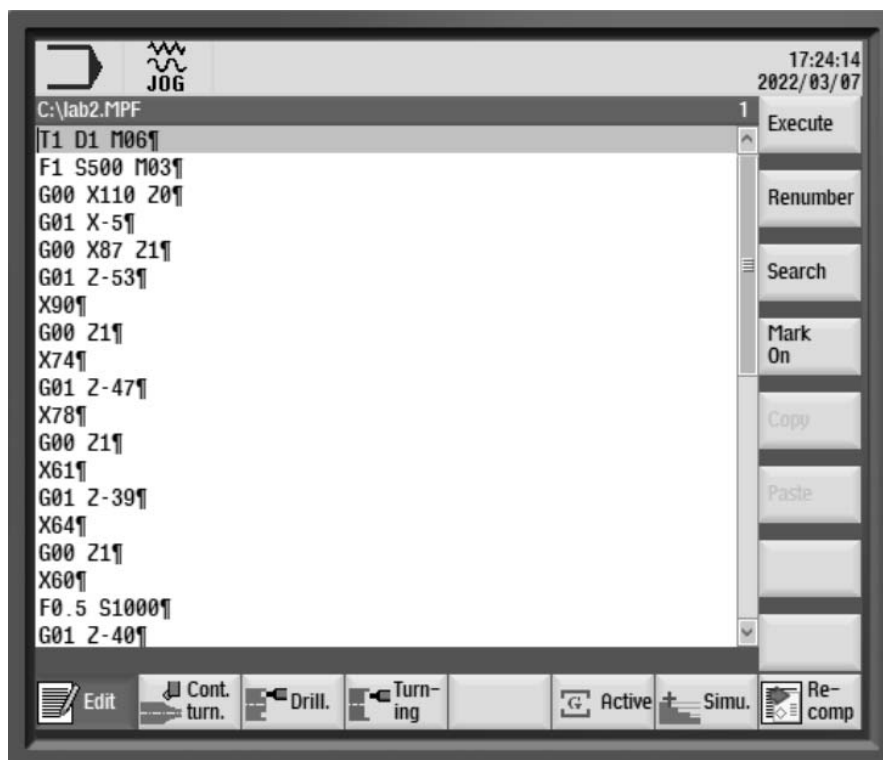 JOG
17:24:14
2022/03/07
C:\lab2.MPF 1
T1 D1 M06¶
F1 S500 M03¶
G00 X110 Z0¶
G01 X-5¶
G00 X87 Z1¶
G01 Z-53¶
X90¶
G00 Z1¶
X74¶
G01 Z-47¶
X78¶
G00 Z1¶
X61¶
G01 Z-39¶
X64¶
G00 Z1¶
X60¶
F0.5 S1000¶
G01 Z-40¶
Execute
Renumber
Search
Mark
On
Copy
Paste
Edit
Cont.
turn.
Drill.
Turn-
ing
G
Active
Simu.
Re-
comp